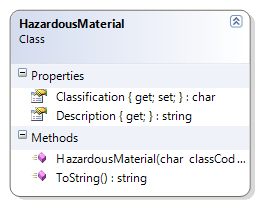 HazardousMaterial
Class
Properties
Classification { get; set; } : char
Description { get; } : string
Methods
HazardousMaterial(char classCod ...
ToString() : string